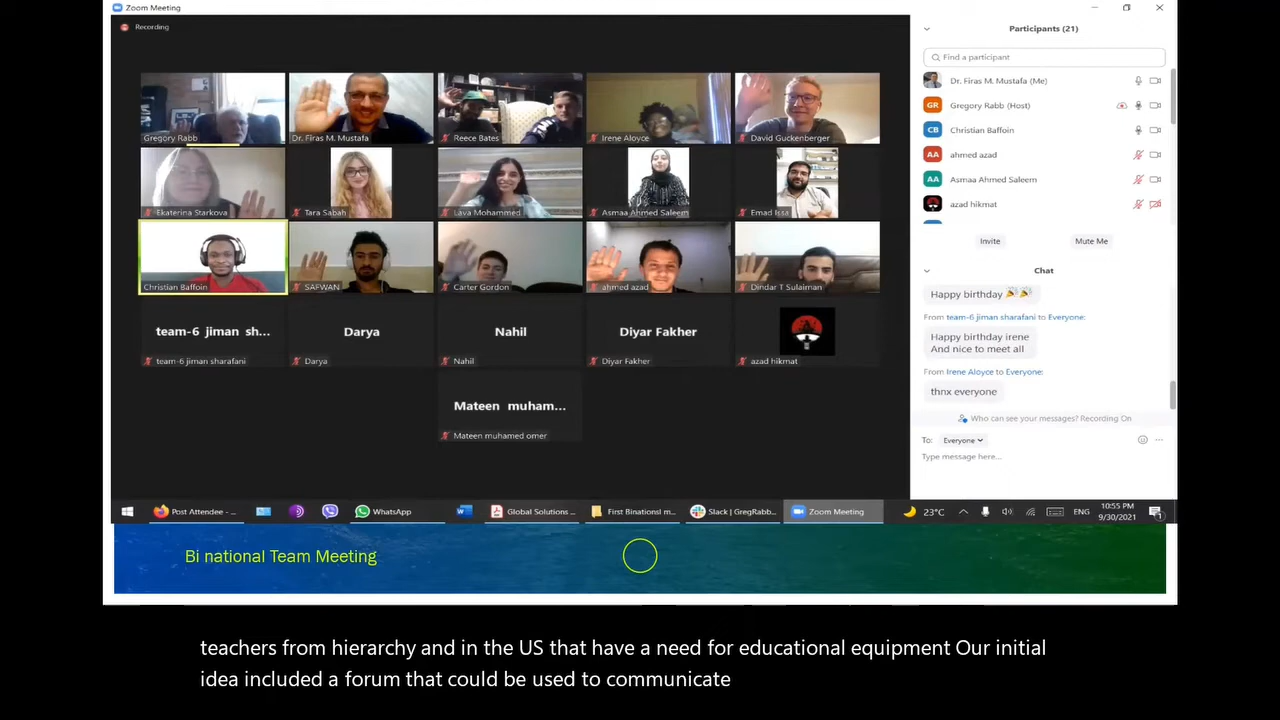 Zoom Meeting
Recording
Participants (21)
Find a participant
Gregory Rabb
Dr. Firas M. Mustafa
Reece Bates
Irene Aloyce
David Guckenberger
Dr. Firas M. Mustafa (Me)
GR Gregory Rabb (Host)
CB Christian Baffoin
AA ahmed azad
AA Asmaa Ahmed Saleem
azad hikmat
Ekaterina Starkova
Tara Sabah
Lava Mohammed
Asmaa Ahmed Saleem
Emad Issa
Invite
Mute Me
Christian Baffoin
SAFWAN
Carter Gordon
ahmed azad
Dindar T Sulaiman
Chat
Happy birthday
From team-6 jiman sharafani to Everyone:
Happy birthday irene
And nice to meet all
From Irene Aloyce to Everyone:
thnx everyone
team-6 jiman sh...
Darya
Nahil
Diyar Fakher
team-6 jiman sharafani
Darya
Nahil
Diyar Fakher
azad hikmat
Mateen muham...
Mateen muhamed omer
Who can see your messages? Recording On
To: Everyone
Type message here...
Post Attendee - ...
WhatsApp
Global Solutions ...
First Binational m...
Slack | GregRabb...
Zoom Meeting
23°C
ENG
10:55 PM
9/30/2021
1
Bi national Team Meeting
teachers from hierarchy and in the US that have a need for educational equipment Our initial
idea included a forum that could be used to communicate